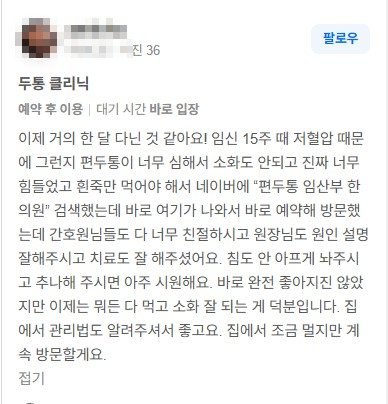 진 36
팔로우
두통 클리닉
예약 후 이용 | 대기 시간 바로 입장
이제 거의 한 달 다닌 것 같아요! 임신 15주 때 저혈압 때문
에 그런지 편두통이 너무 심해서 소화도 안되고 진짜 너무
힘들었고 흰죽만 먹어야 해서 네이버에 “편두통 임산부 한
의원” 검색했는데 바로 여기가 나와서 바로 예약해 방문했
는데 간호원님들도 다 너무 친절하시고 원장님도 원인 설명
잘해주시고 치료도 잘 해주셨어요. 침도 안 아프게 놔주시
고 추나해 주시면 아주 시원해요. 바로 완전 좋아지진 않았
지만 이제는 뭐든 다 먹고 소화 잘 되는 게 덕분입니다. 집
에서 관리법도 알려주셔서 좋고요. 집에서 조금 멀지만 계
속 방문할게요.
접기